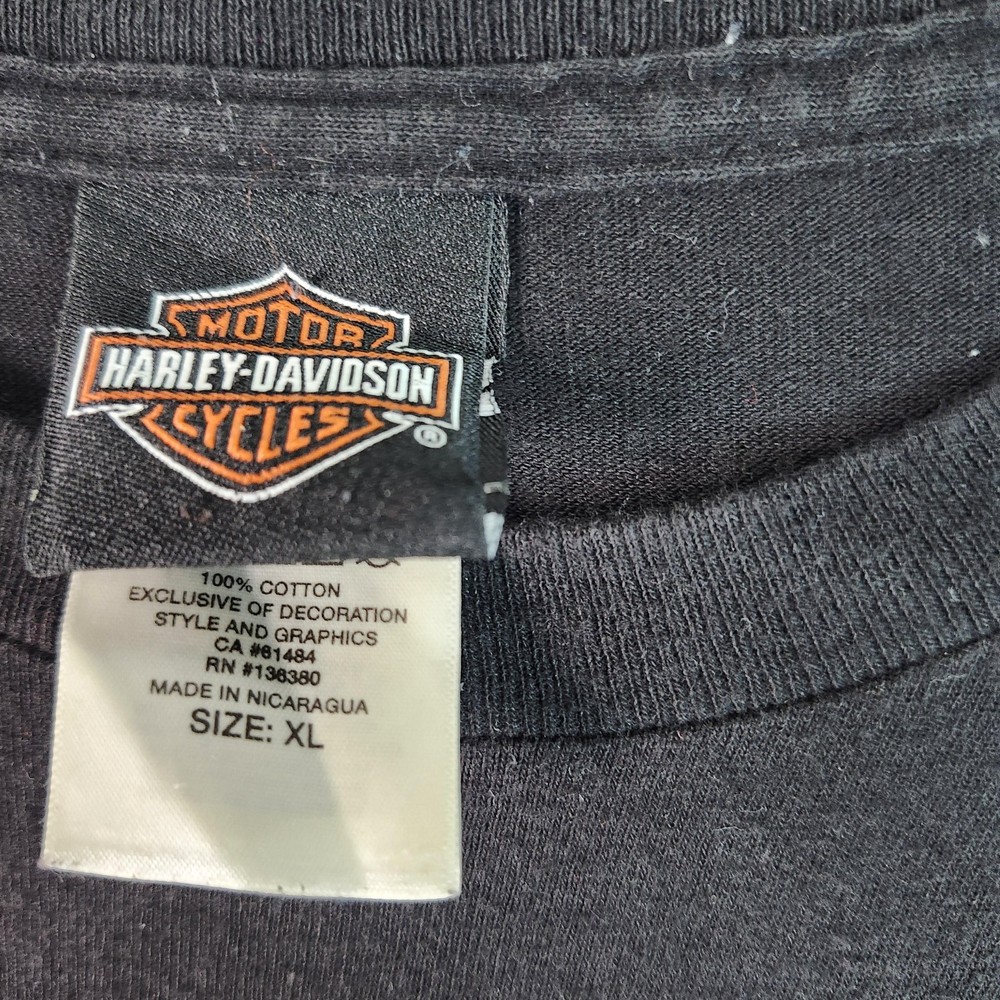 MOTOR
HARLEY-DAVIDSON
CYCLES
®
100% COTTON
EXCLUSIVE OF DECORATION
STYLE AND GRAPHICS
CA #61484
RN #136380
MADE IN NICARAGUA
SIZE: XL